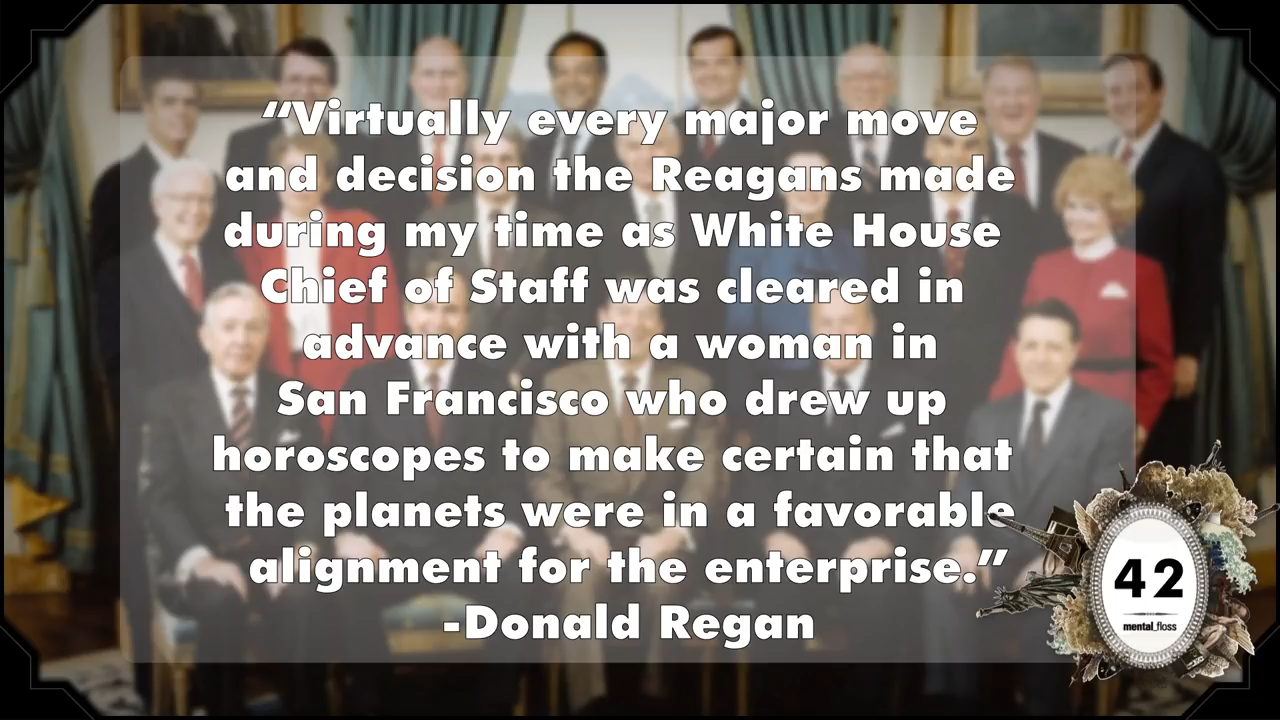 “Virtually every major move
and decision the Reagans made
during my time as White House
Chief of Staff was cleared in
advance with a woman in
San Francisco who drew up
horoscopes to make certain that
the planets were in a favorable
alignment for the enterprise.”
-Donald Regan
42
mental_floss